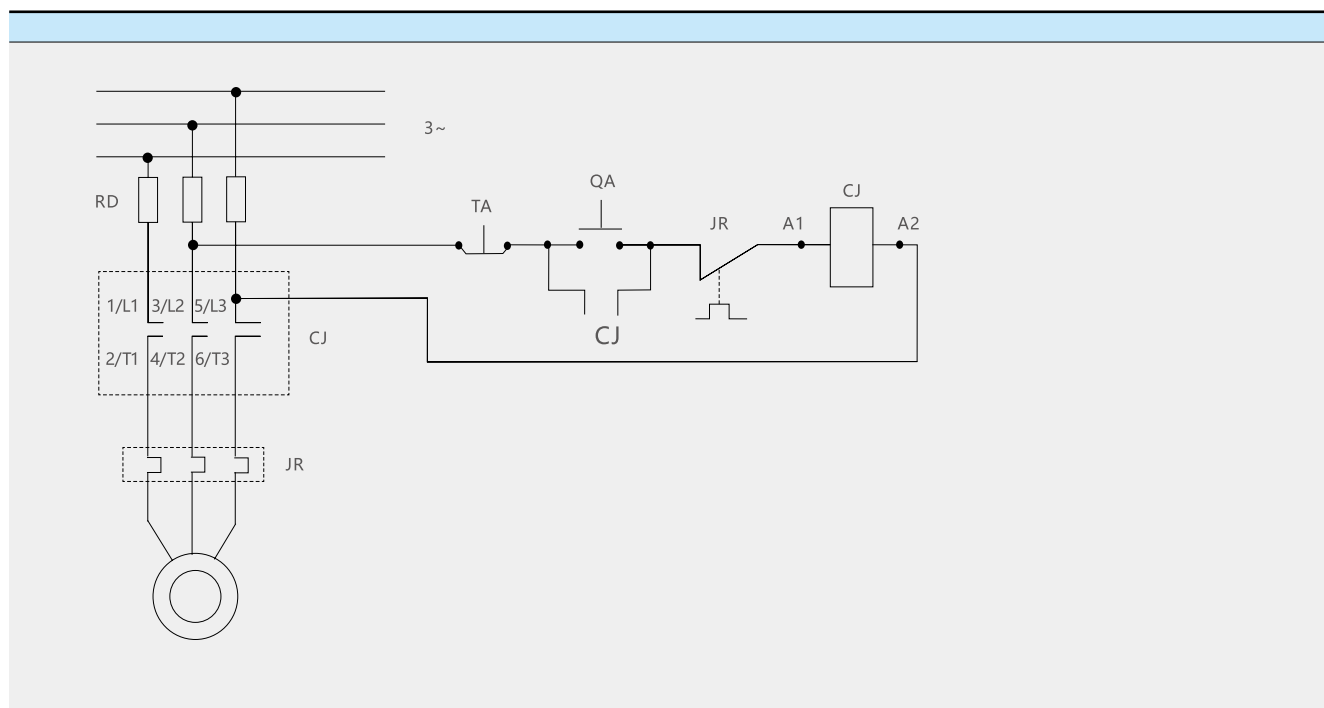 3~
QA
CJ
RD
TA
JR
A1
A2
1/L1 3/L2 5/L3
CJ
CJ
2/T1 4/T2 6/T3
JR